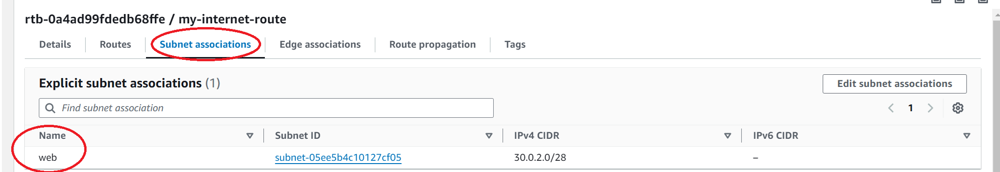 rtb-0a4ad99fdedb68ffe / my-internet-route
Details Routes Subnet associations Edge associations Route propagation Tags
Explicit subnet associations (1) Edit subnet associations
Find subnet association 1
Name Subnet ID IPv4 CIDR IPv6 CIDR
web subnet-05ee5b4c10127cf05 30.0.2.0/28 –